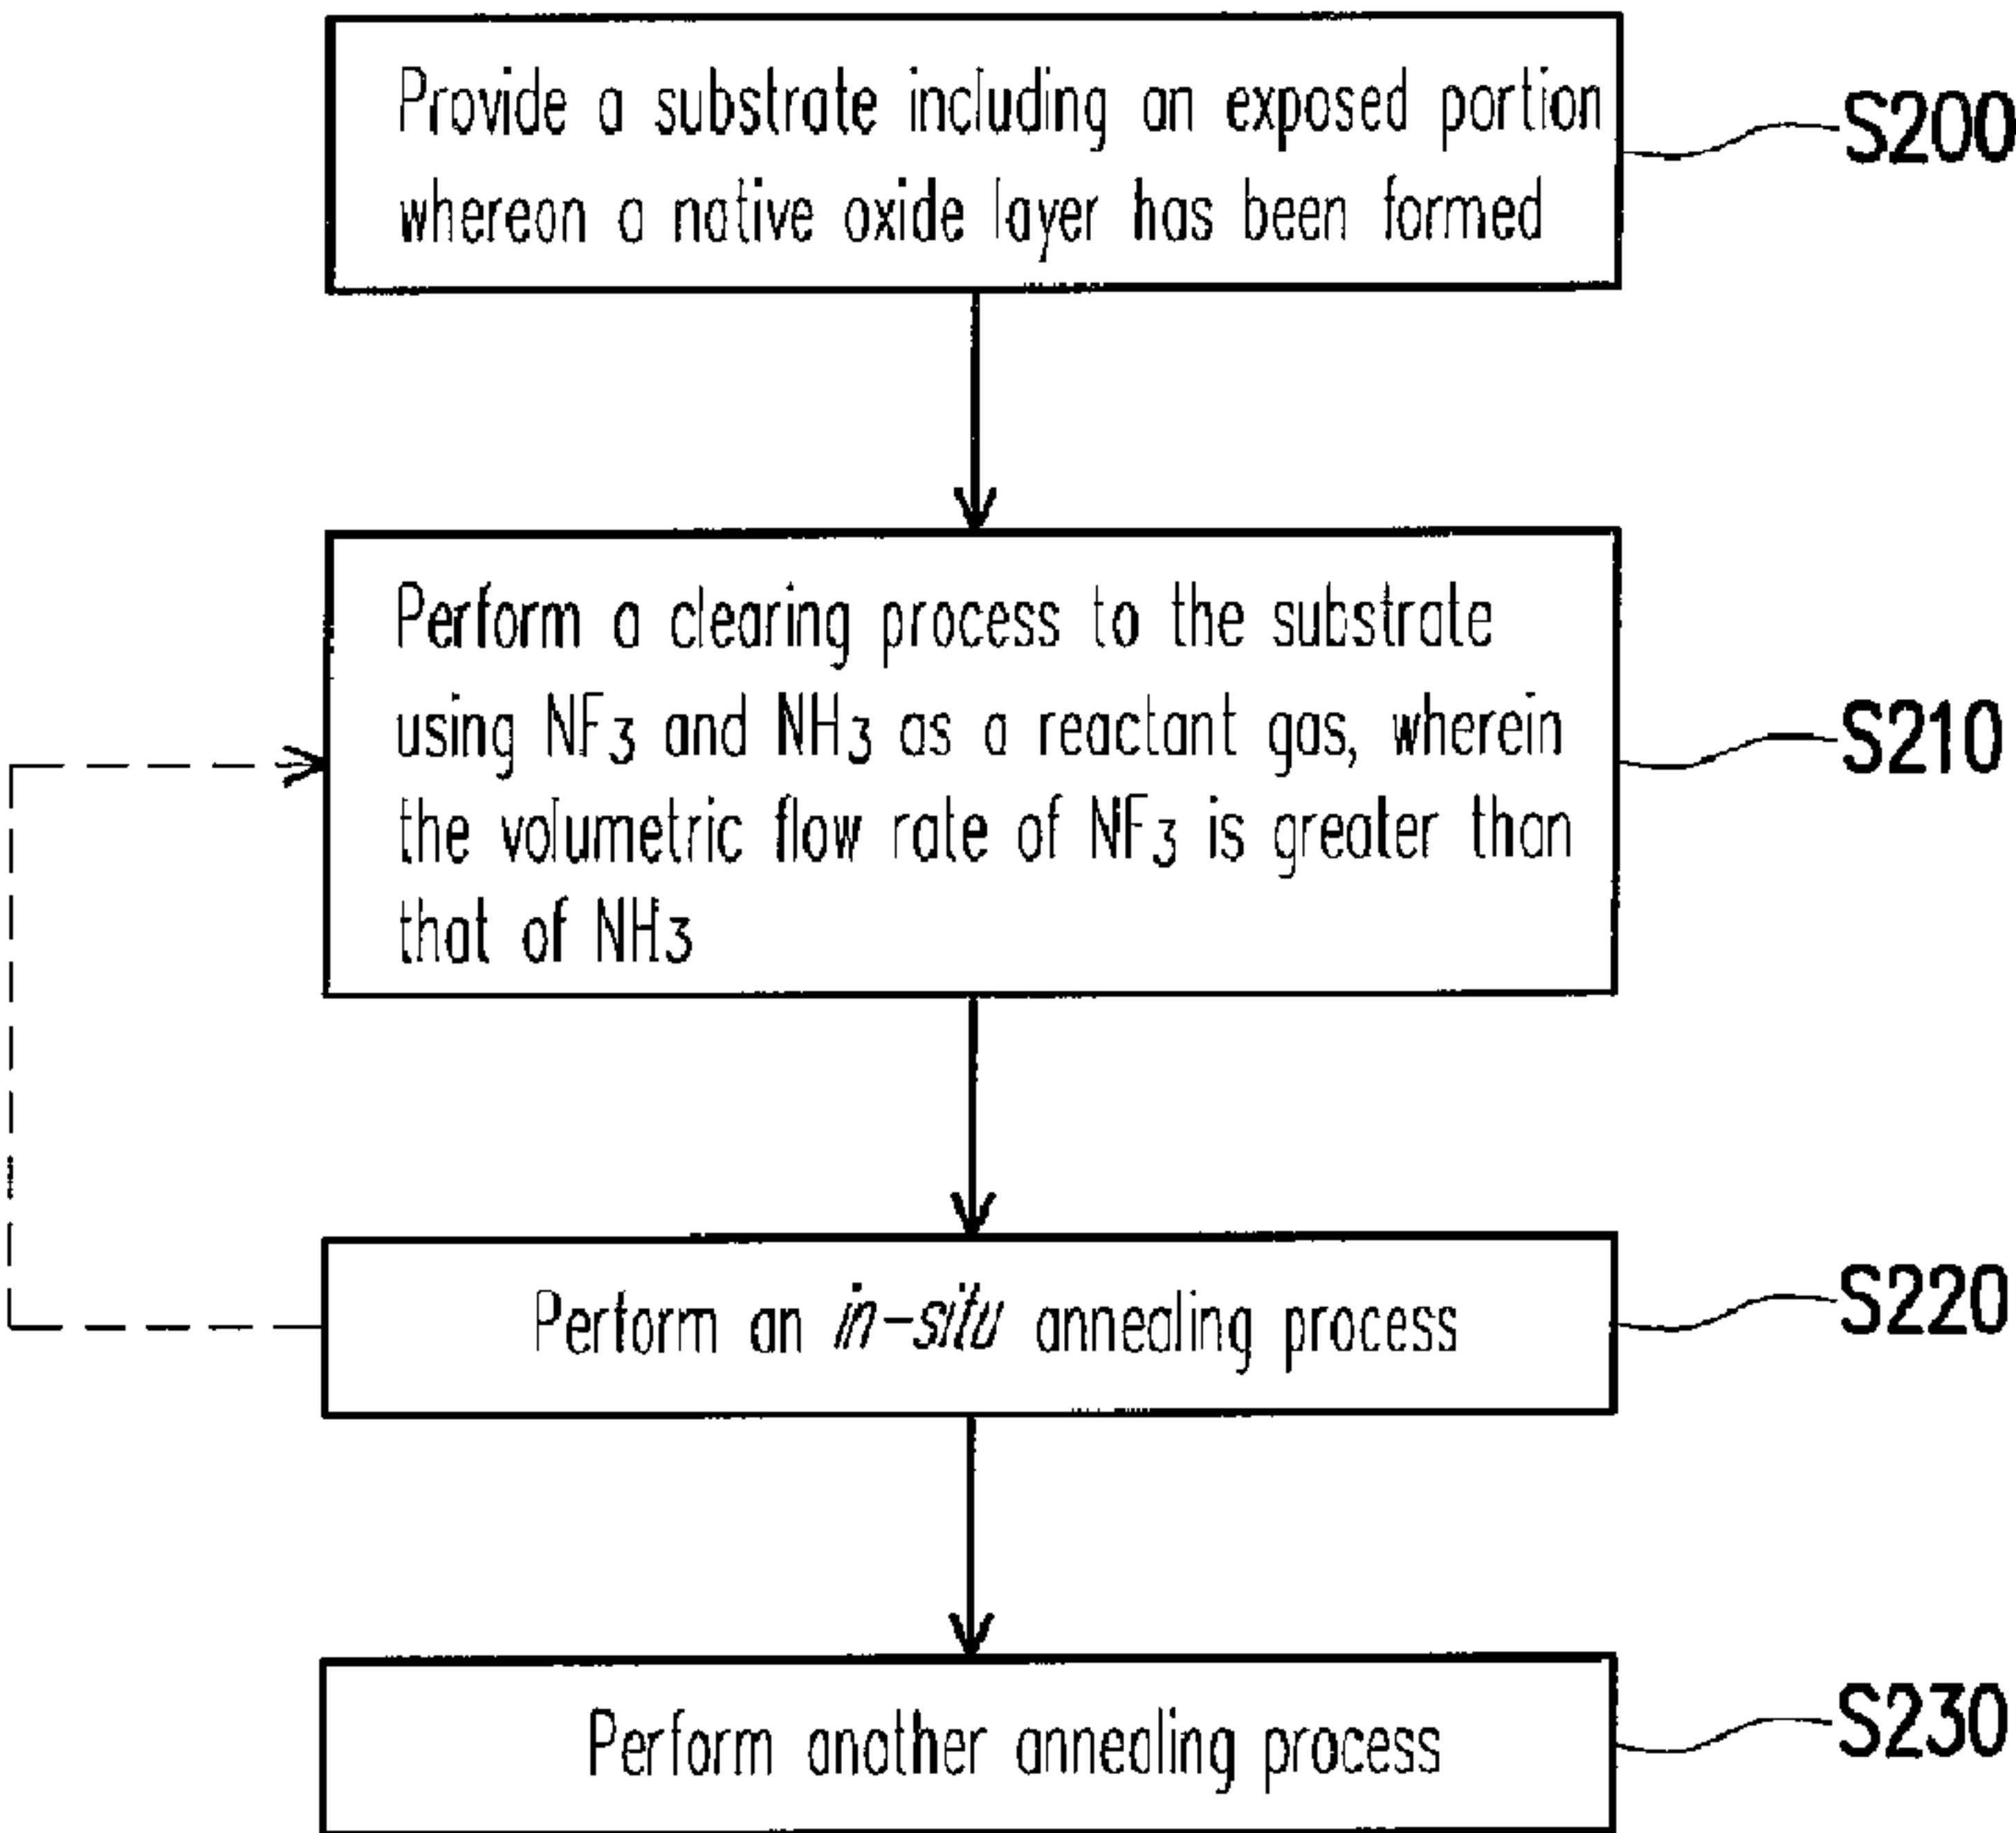 Provide a substrate including an exposed portion
whereon a native oxide layer has been formed
S200
Perform a clearing process to the substrate
using NF3 and NH3 as a reactant gas, wherein
the volumetric flow rate of NF3 is greater than
that of NH3
S210
Perform an in-situ annealing process
S220
Perform another annealing process
S230